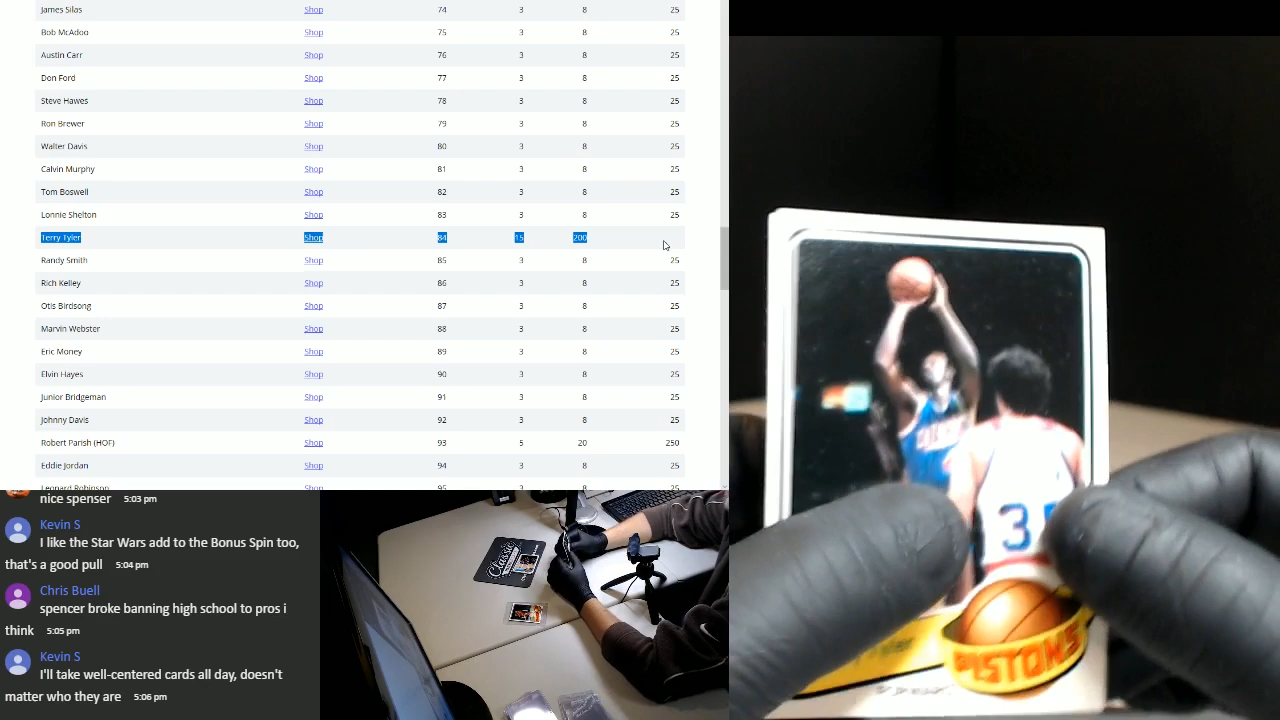 James Silas Shop 74 3 8 25
Bob McAdoo Shop 75 3 8 25
Austin Carr Shop 76 3 8 25
Don Ford Shop 77 3 8 25
Steve Hawes Shop 78 3 8 25
Ron Brewer Shop 79 3 8 25
Walter Davis Shop 80 3 8 25
Calvin Murphy Shop 81 3 8 25
Tom Boswell Shop 82 3 8 25
Lonnie Shelton Shop 83 3 8 25
Terry Tyler Shop 84 15 200
Randy Smith Shop 85 3 8 25
Rich Kelley Shop 86 3 8 25
Otis Birdsong Shop 87 3 8 25
Marvin Webster Shop 88 3 8 25
Eric Money Shop 89 3 8 25
Elvin Hayes Shop 90 3 8 25
Junior Bridgeman Shop 91 3 8 25
Johnny Davis Shop 92 3 8 25
Robert Parish (HOF) Shop 93 5 20 250
Eddie Jordan Shop 94 3 8 25
Leonard Robinson Shop 95 3 8 25
nice spenser 5:03 pm
Kevin S
I like the Star Wars add to the Bonus Spin too,
that's a good pull 5:04 pm
Chris Buell
spencer broke banning high school to pros i
think 5:05 pm
Kevin S
I'll take well-centered cards all day, doesn't
matter who they are 5:06 pm
Classic
PISTONS